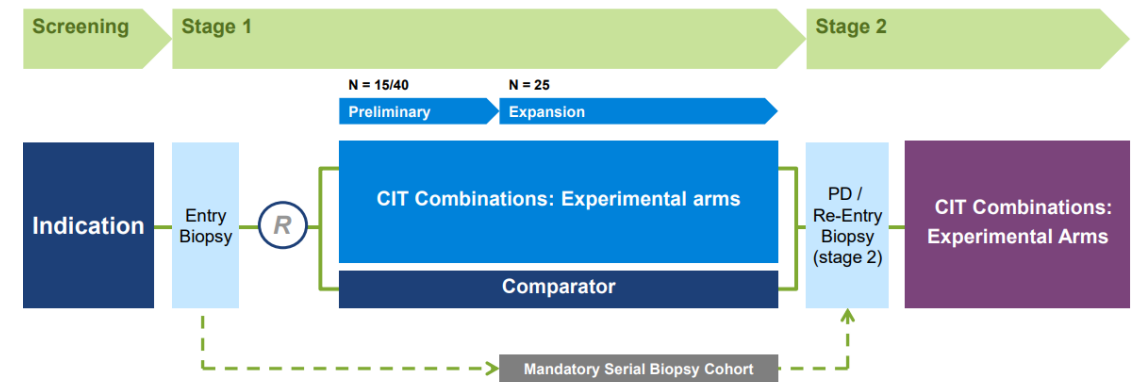 Screening
Stage 1
Stage 2
N = 15/40
N = 25
Preliminary
Expansion
Indication
Entry
Biopsy
R
CIT Combinations: Experimental arms
Comparator
PD /
Re-Entry
Biopsy
(stage 2)
CIT Combinations:
Experimental Arms
Mandatory Serial Biopsy Cohort